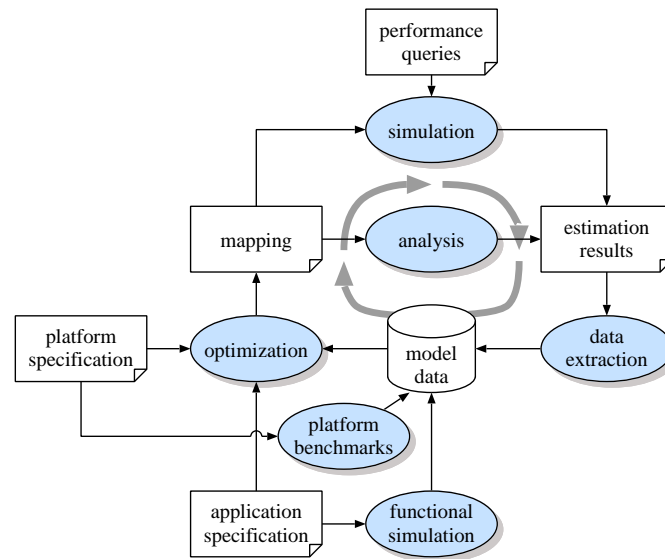 performance
queries
simulation
mapping
analysis
estimation
results
platform
specification
optimization
model
data
data
extraction
platform
benchmarks
application
specification
functional
simulation